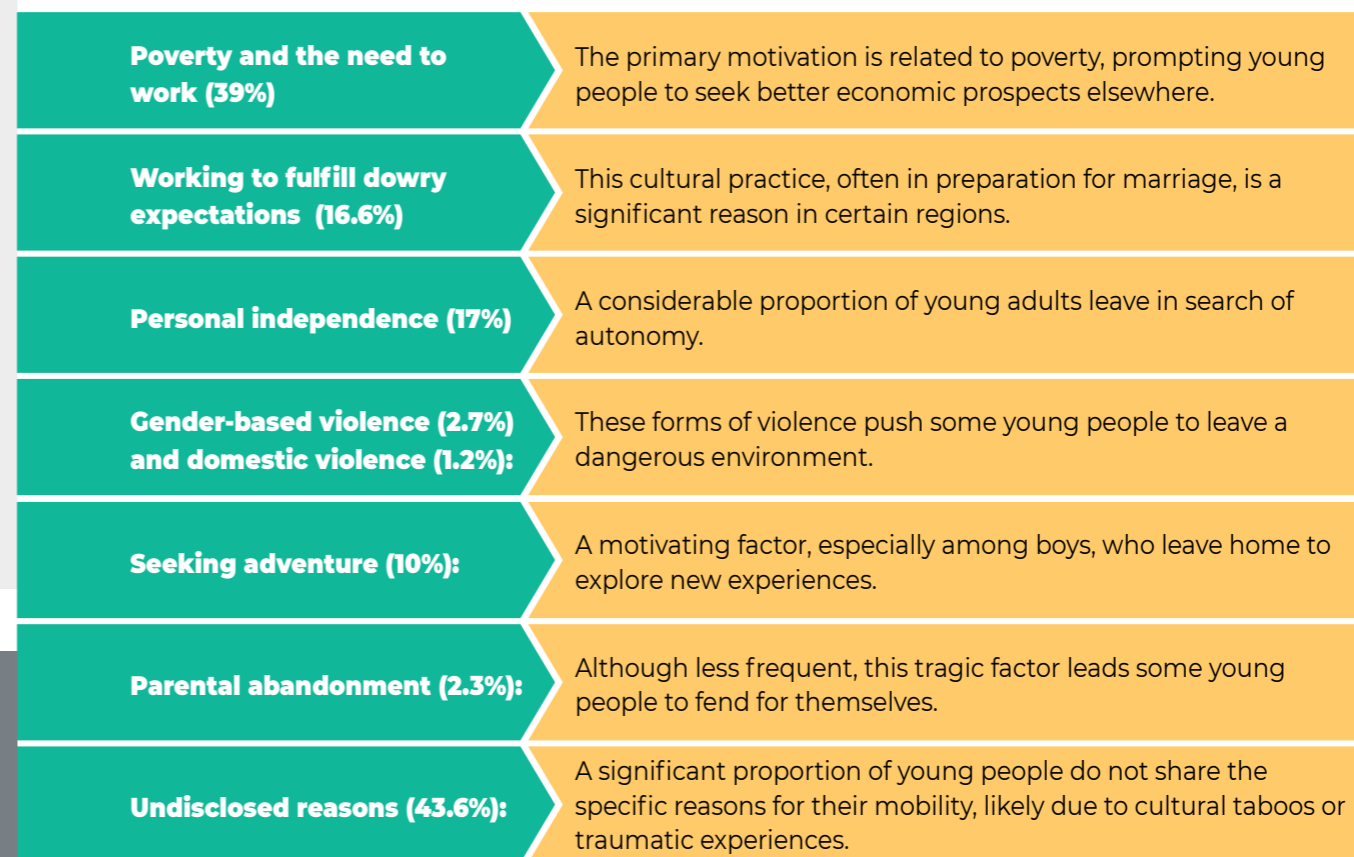 Poverty and the need to
work (39%)
The primary motivation is related to poverty, prompting young
people to seek better economic prospects elsewhere.
Working to fulfill dowry
expectations  (16.6%)
This cultural practice, often in preparation for marriage, is a
significant reason in certain regions.
Personal independence (17%)
A considerable proportion of young adults leave in search of
autonomy.
Gender-based violence (2.7%)
and domestic violence (1.2%):
These forms of violence push some young people to leave a
dangerous environment.
Seeking adventure (10%):
A motivating factor, especially among boys, who leave home to
explore new experiences.
Parental abandonment (2.3%):
Although less frequent, this tragic factor leads some young
people to fend for themselves.
Undisclosed reasons (43.6%):
A significant proportion of young people do not share the
specific reasons for their mobility, likely due to cultural taboos or
traumatic experiences.